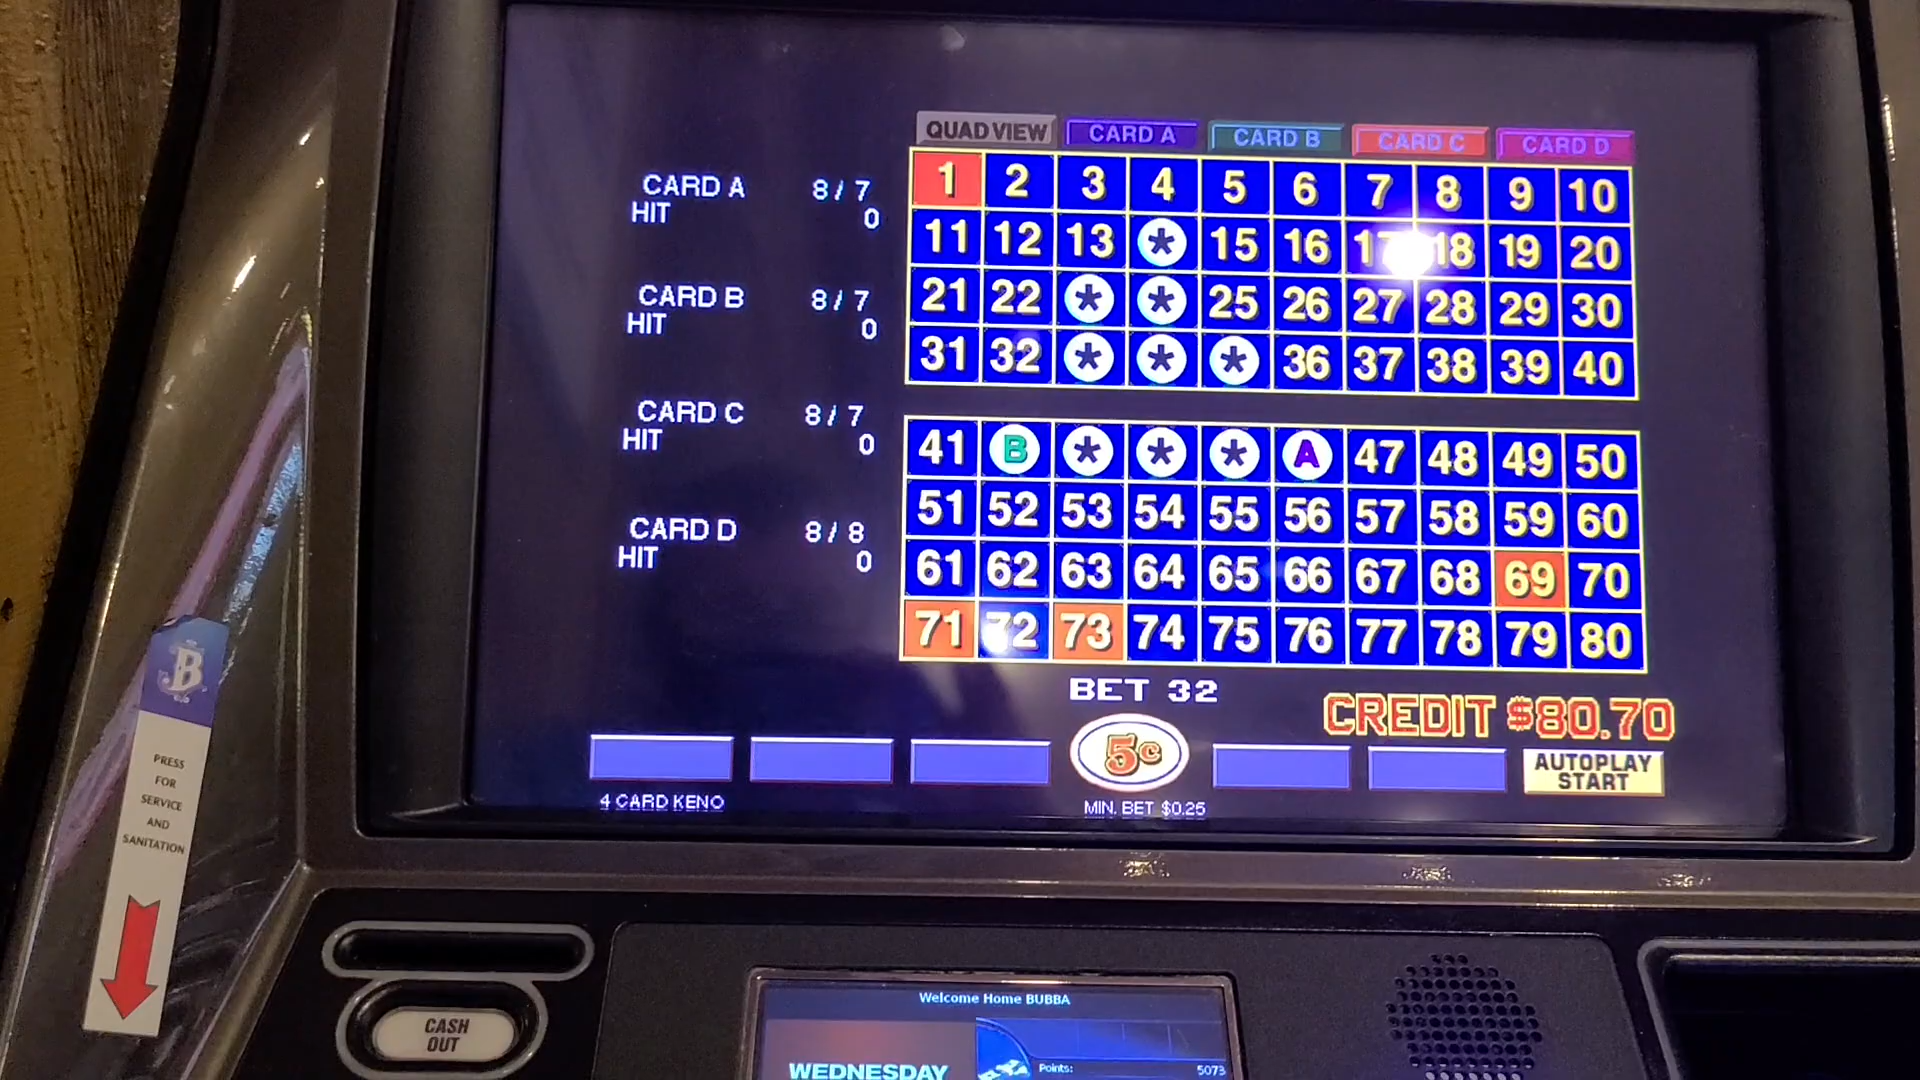 QUAD VIEW CARD A CARD B CARD C CARD D
CARD A 8/7
HIT 0
CARD B 8/7
HIT 0
CARD C 8/7
HIT 0
CARD D 8/8
HIT 0
1 2 3 4 5 6 7 8 9 10
11 12 13 * 15 16 17 18 19 20
21 22 * * 25 26 27 28 29 30
31 32 * * * 36 37 38 39 40
41 B * * * A 47 48 49 50
51 52 53 54 55 56 57 58 59 60
61 62 63 64 65 66 67 68 69 70
71 72 73 74 75 76 77 78 79 80
BET 32
CREDIT $80.70
5¢
AUTOPLAY
START
4 CARD KENO
MIN. BET $0.25
B
PRESS
FOR
SERVICE
AND
SANITATION
CASH
OUT
Welcome Home BUBBA
WEDNESDAY
Points: 5073